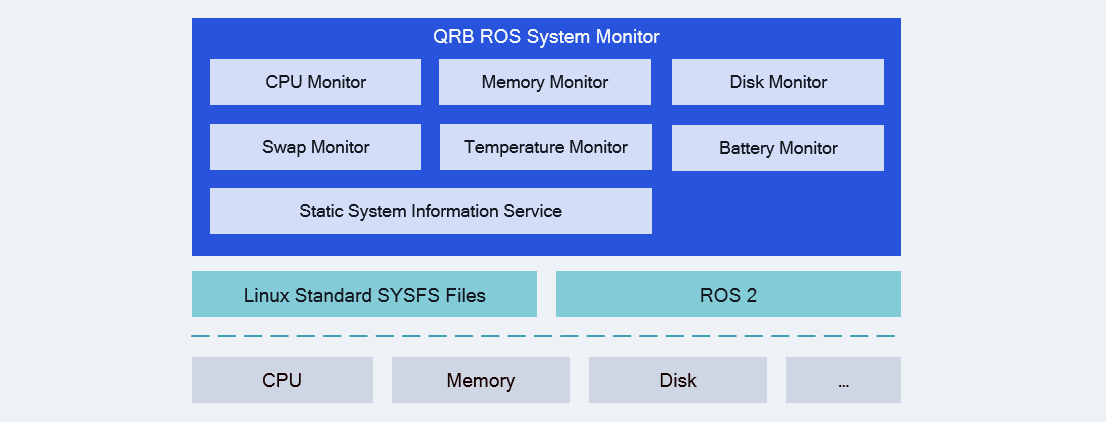 QRB ROS System Monitor
CPU Monitor
Memory Monitor
Disk Monitor
Swap Monitor
Temperature Monitor
Battery Monitor
Static System Information Service
Linux Standard SYSFS Files
ROS 2
CPU
Memory
Disk
...